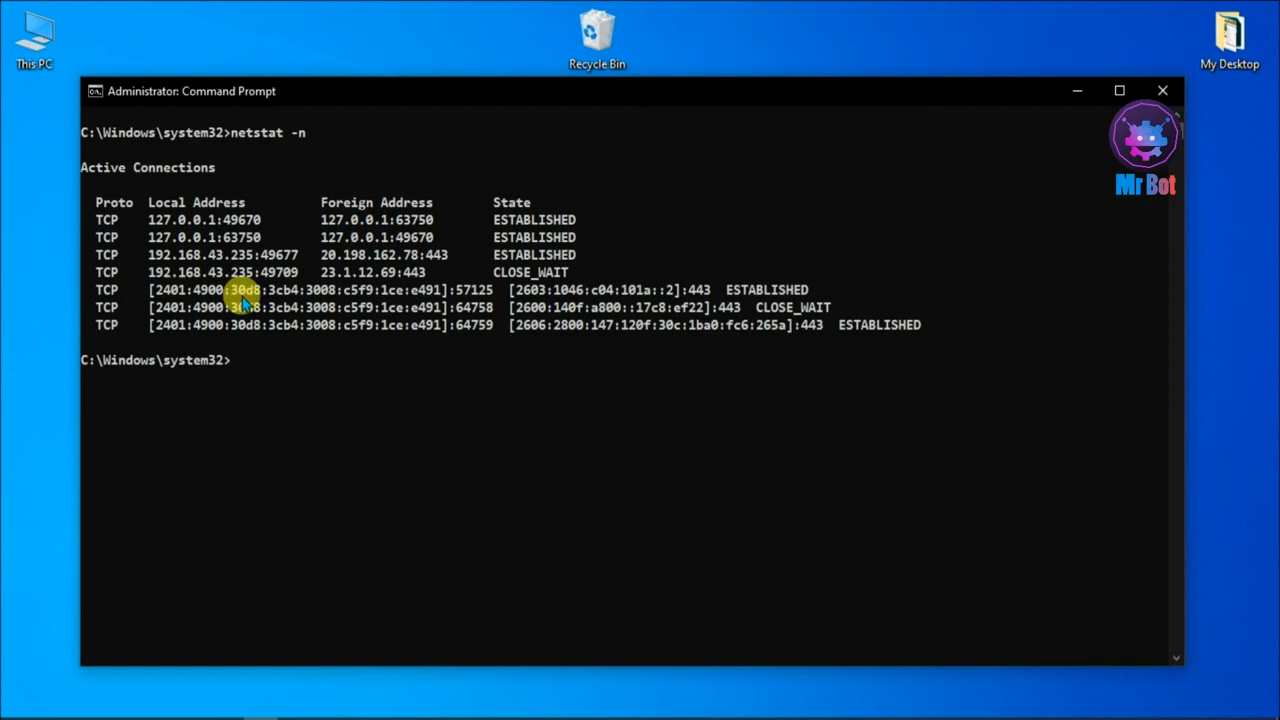 This PC
Recycle Bin
My Desktop
Administrator: Command Prompt
C:\Windows\system32>netstat -n
Mr Bot
Active Connections
Proto Local Address Foreign Address State
TCP 127.0.0.1:49670 127.0.0.1:63750 ESTABLISHED
TCP 127.0.0.1:63750 127.0.0.1:49670 ESTABLISHED
TCP 192.168.43.235:49677 20.198.162.78:443 ESTABLISHED
TCP 192.168.43.235:49709 23.1.12.69:443 CLOSE_WAIT
TCP [2401:4900:30d8:3cb4:3008:c5f9:1ce:e491]:57125 [2603:1046:c04:101a::2]:443 ESTABLISHED
TCP [2401:4900:30d8:3cb4:3008:c5f9:1ce:e491]:64758 [2600:140f:a800::17c8:ef22]:443 CLOSE_WAIT
TCP [2401:4900:30d8:3cb4:3008:c5f9:1ce:e491]:64759 [2606:2800:147:120f:30c:1ba0:fc6:265a]:443 ESTABLISHED
C:\Windows\system32>